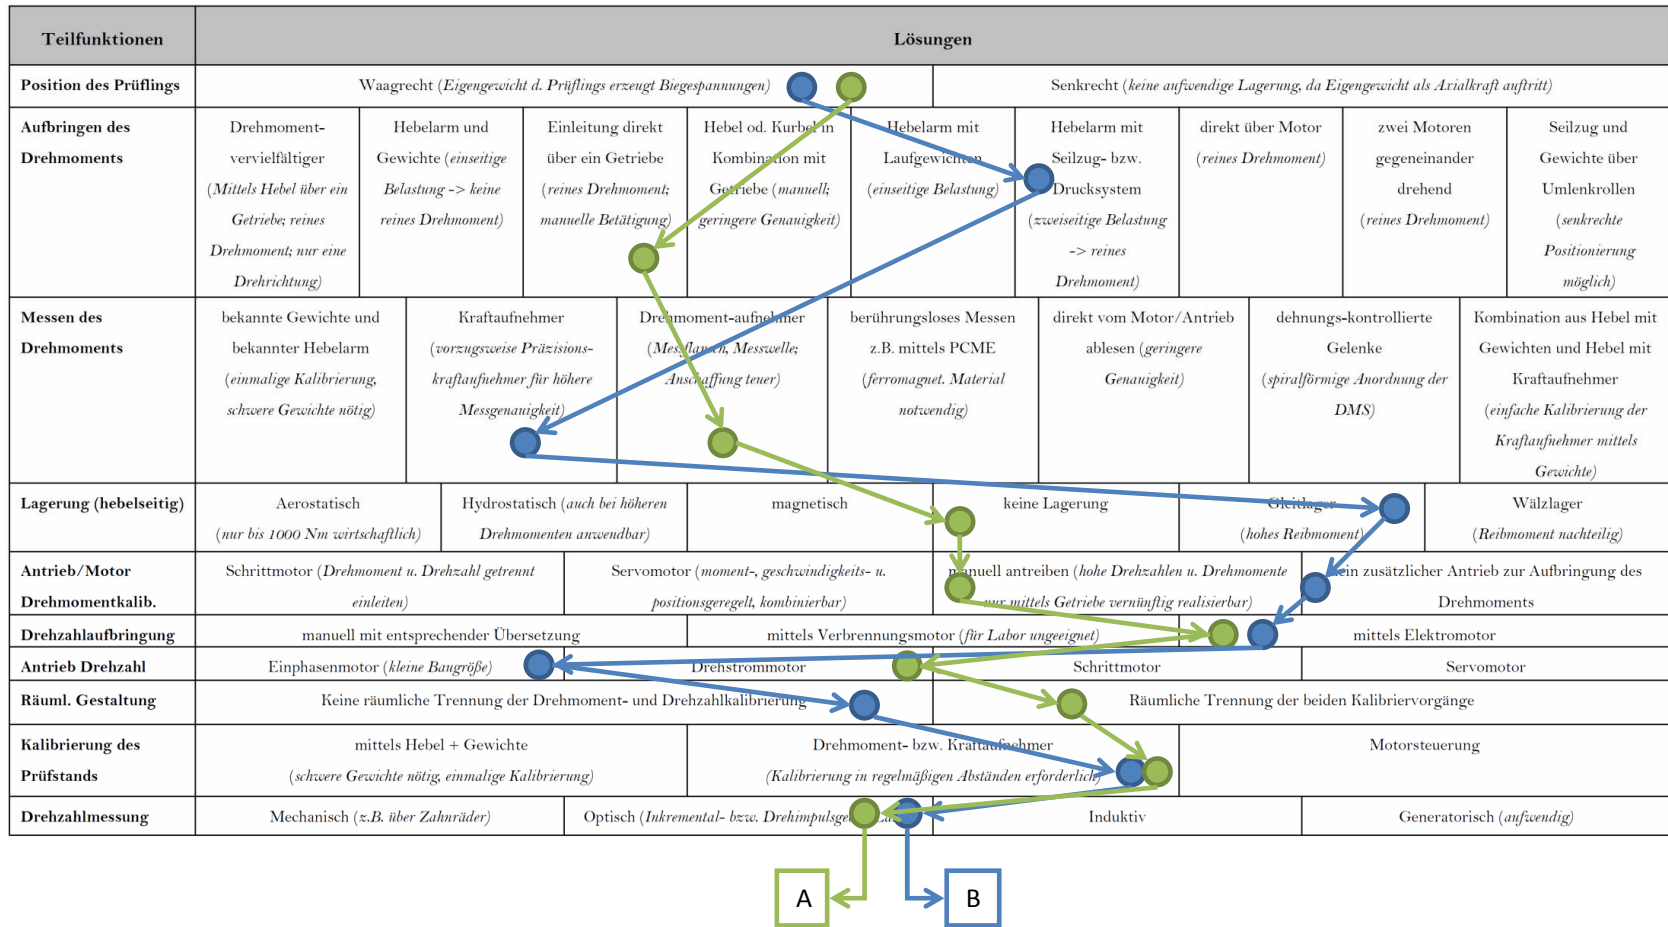 Teilfunktionen
Lösungen
Position des Prüflings
Waagrecht (Eigengewicht d. Prüflings erzeugt Biegespannungen)
Senkrecht (keine aufwendige Lagerung, da Eigengewicht als Axialkraft auftritt)
Aufbringen des
Drehmoments
Drehmoment-
vervielfältiger
(Mittels Hebel über ein
Getriebe; reines
Drehmoment; nur eine
Drehrichtung)
Hebelarm und
Gewichte (einseitige
Belastung -> keine
reines Drehmoment)
Einleitung direkt
über ein Getriebe
(reines Drehmoment;
manuelle Betätigung)
Hebel od. Kurbel in
Kombination mit
Getriebe (manuell;
geringere Genauigkeit)
Hebelarm mit
Laufgewichten
(einseitige Belastung)
Hebelarm mit
Seilzug- bzw.
Drucksystem
(zweiseitige Belastung
-> reines
Drehmoment)
direkt über Motor
(reines Drehmoment)
zwei Motoren
gegeneinander
drehend
(reines Drehmoment)
Seilzug und
Gewichte über
Umlenkrollen
(senkrechte
Positionierung
möglich)
Messen des
Drehmoments
bekannte Gewichte und
bekannter Hebelarm
(einmalige Kalibrierung,
schwere Gewichte nötig)
Kraftaufnehmer
(vorzugsweise Präzisions-
kraftaufnehmer für höhere
Messgenauigkeit)
Drehmoment-aufnehmer
(Messflansch, Messwelle;
Anschaffung teuer)
berührungsloses Messen
z.B. mittels PCME
(ferromagnet. Material
notwendig)
direkt vom Motor/Antrieb
ablesen (geringere
Genauigkeit)
dehnungs-kontrollierte
Gelenke
(spiralförmige Anordnung der
DMS)
Kombination aus Hebel mit
Gewichten und Hebel mit
Kraftaufnehmer
(einfache Kalibrierung der
Kraftaufnehmer mittels
Gewichte)
Lagerung (hebelseitig)
Aerostatisch
(nur bis 1000 Nm wirtschaftlich)
Hydrostatisch (auch bei höheren
Drehmomenten anwendbar)
magnetisch
keine Lagerung
Gleitlager
(hohes Reibmoment)
Wälzlager
(Reibmoment nachteilig)
Antrieb/Motor
Drehmomentkalib.
Schrittmotor (Drehmoment u. Drehzahl getrennt
einleiten)
Servomotor (moment-, geschwindigkeits- u.
positionsgeregelt, kombinierbar)
manuell antreiben (hohe Drehzahlen u. Drehmomente
nur mittels Getriebe vernünftig realisierbar)
kein zusätzlicher Antrieb zur Aufbringung des
Drehmoments
Drehzahlaufbringung
manuell mit entsprechender Übersetzung
mittels Verbrennungsmotor (für Labor ungeeignet)
mittels Elektromotor
Antrieb Drehzahl
Einphasenmotor (kleine Baugröße)
Drehstrommotor
Schrittmotor
Servomotor
Räuml. Gestaltung
Keine räumliche Trennung der Drehmoment- und Drehzahlkalibrierung
Räumliche Trennung der beiden Kalibriervorgänge
Kalibrierung des
Prüfstands
mittels Hebel + Gewichte
(schwere Gewichte nötig, einmalige Kalibrierung)
Drehmoment- bzw. Kraftaufnehmer
(Kalibrierung in regelmäßigen Abständen erforderlich)
Motorsteuerung
Drehzahlmessung
Mechanisch (z.B. über Zahnräder)
Optisch (Inkremental- bzw.
Induktiv
Generatorisch (aufwendig)
A
B